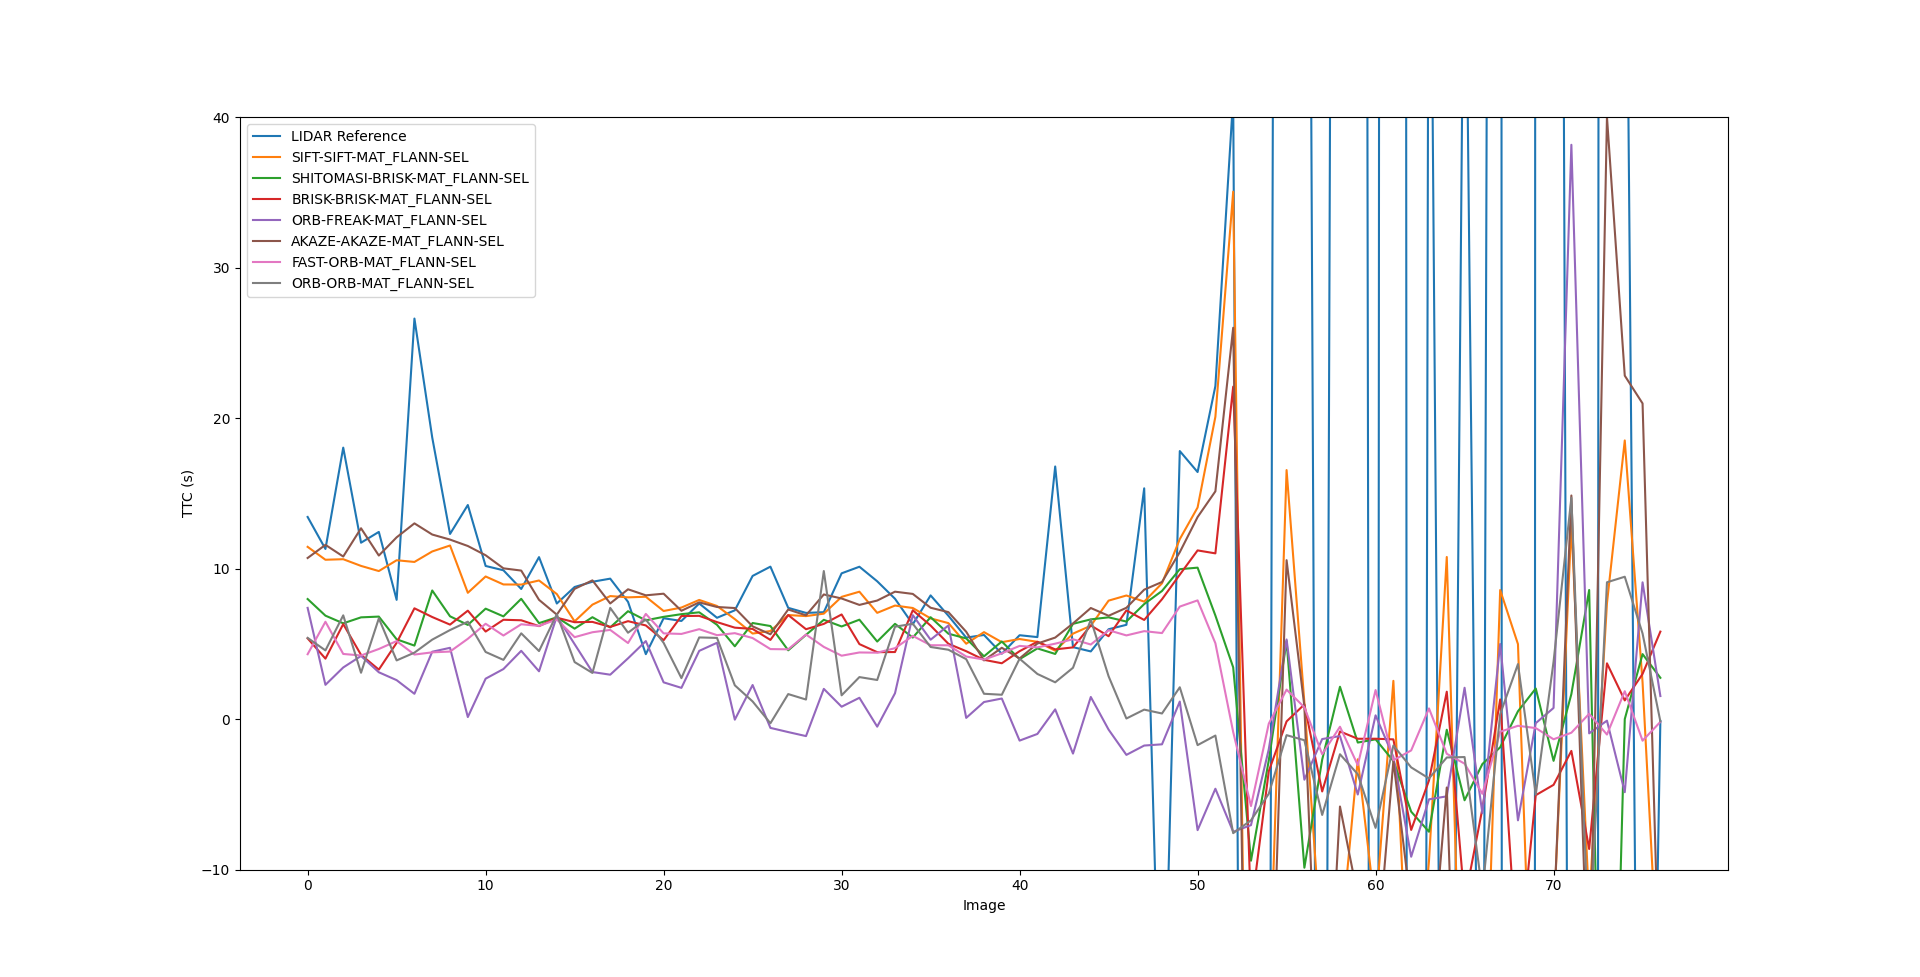 40
30
20
10
0
−10
TTC (s)
LIDAR Reference
SIFT-SIFT-MAT_FLANN-SEL
SHITOMASI-BRISK-MAT_FLANN-SEL
BRISK-BRISK-MAT_FLANN-SEL
ORB-FREAK-MAT_FLANN-SEL
AKAZE-AKAZE-MAT_FLANN-SEL
FAST-ORB-MAT_FLANN-SEL
ORB-ORB-MAT_FLANN-SEL
0 10 20 30 40 50 60 70
Image